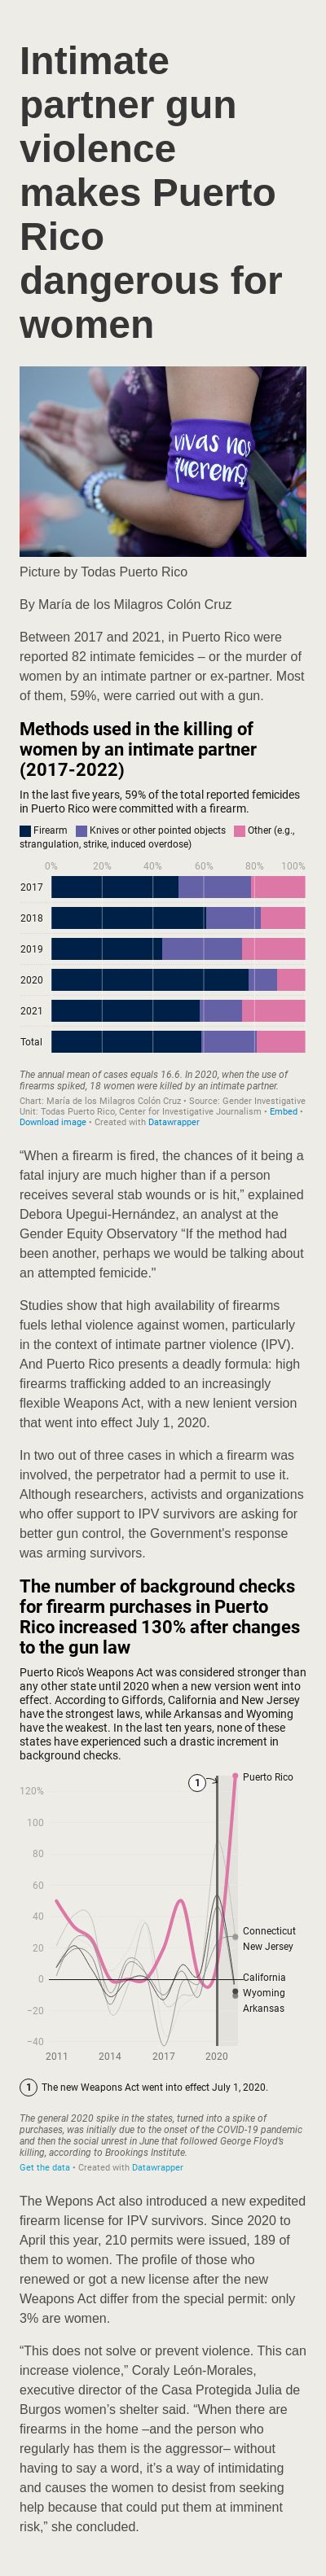 Intimate
partner gun
violence
makes Puerto
Rico
dangerous for
women
vivas nos
queremos
Picture by Todas Puerto Rico
By María de los Milagros Colón Cruz
Between 2017 and 2021, in Puerto Rico were
reported 82 intimate femicides – or the murder of
women by an intimate partner or ex-partner. Most
of them, 59%, were carried out with a gun.
Methods used in the killing of
women by an intimate partner
(2017-2022)
In the last five years, 59% of the total reported femicides
in Puerto Rico were committed with a firearm.
Firearm Knives or other pointed objects Other (e.g.,
strangulation, strike, induced overdose)
0% 20% 40% 60% 80% 100%
2017
2018
2019
2020
2021
Total
The annual mean of cases equals 16.6. In 2020, when the use of
firearms spiked, 18 women were killed by an intimate partner.
Chart: María de los Milagros Colón Cruz • Source: Gender Investigative
Unit: Todas Puerto Rico, Center for Investigative Journalism • Embed •
Download image • Created with Datawrapper
“When a firearm is fired, the chances of it being a
fatal injury are much higher than if a person
receives several stab wounds or is hit,” explained
Debora Upegui-Hernández, an analyst at the
Gender Equity Observatory “If the method had
been another, perhaps we would be talking about
an attempted femicide."
Studies show that high availability of firearms
fuels lethal violence against women, particularly
in the context of intimate partner violence (IPV).
And Puerto Rico presents a deadly formula: high
firearms trafficking added to an increasingly
flexible Weapons Act, with a new lenient version
that went into effect July 1, 2020.
In two out of three cases in which a firearm was
involved, the perpetrator had a permit to use it.
Although researchers, activists and organizations
who offer support to IPV survivors are asking for
better gun control, the Government's response
was arming survivors.
The number of background checks
for firearm purchases in Puerto
Rico increased 130% after changes
to the gun law
Puerto Rico's Weapons Act was considered stronger than
any other state until 2020 when a new version went into
effect. According to Giffords, California and New Jersey
have the strongest laws, while Arkansas and Wyoming
have the weakest. In the last ten years, none of these
states have experienced such a drastic increment in
background checks.
1 Puerto Rico
120%
100
80
60
40
Connecticut
20
New Jersey
0
California
Wyoming
−20
Arkansas
−40
2011 2014 2017 2020
1 The new Weapons Act went into effect July 1, 2020.
The general 2020 spike in the states, turned into a spike of
purchases, was initially due to the onset of the COVID-19 pandemic
and then the social unrest in June that followed George Floyd's
killing, according to Brookings Institute.
Get the data • Created with Datawrapper
The Wepons Act also introduced a new expedited
firearm license for IPV survivors. Since 2020 to
April this year, 210 permits were issued, 189 of
them to women. The profile of those who
renewed or got a new license after the new
Weapons Act differ from the special permit: only
3% are women.
“This does not solve or prevent violence. This can
increase violence,” Coraly León-Morales,
executive director of the Casa Protegida Julia de
Burgos women’s shelter said. “When there are
firearms in the home –and the person who
regularly has them is the aggressor– without
having to say a word, it’s a way of intimidating
and causes the women to desist from seeking
help because that could put them at imminent
risk,” she concluded.